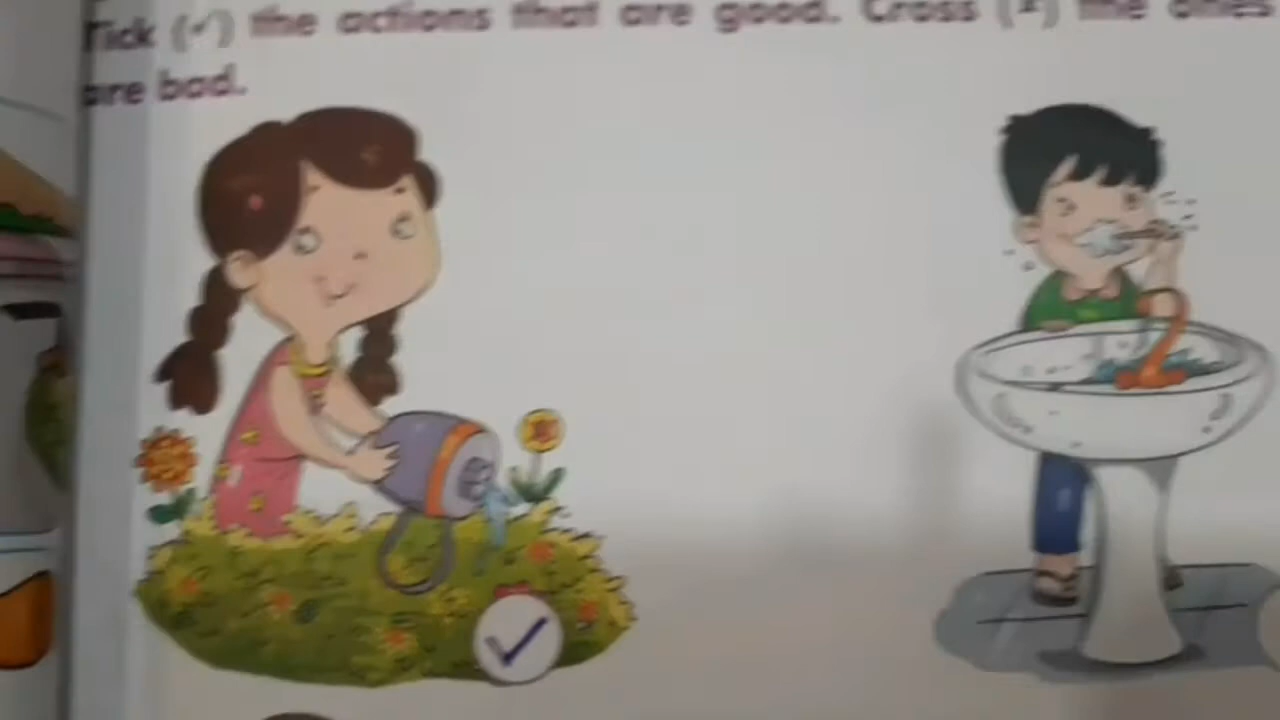 Tick (✓) the actions that are good. Cross (×) the ones
are bad.